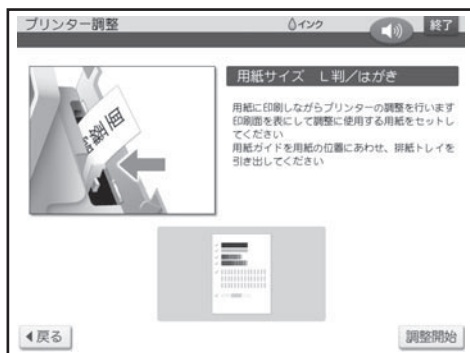 プリンター調整
インク
終了
用紙サイズ　L判／はがき
用紙に印刷しながらプリンターの調整を行います
印刷面を表にして調整に使用する用紙をセットし
てください
用紙ガイドを用紙の位置にあわせ、排紙トレイを
引き出してください
戻る
調整開始